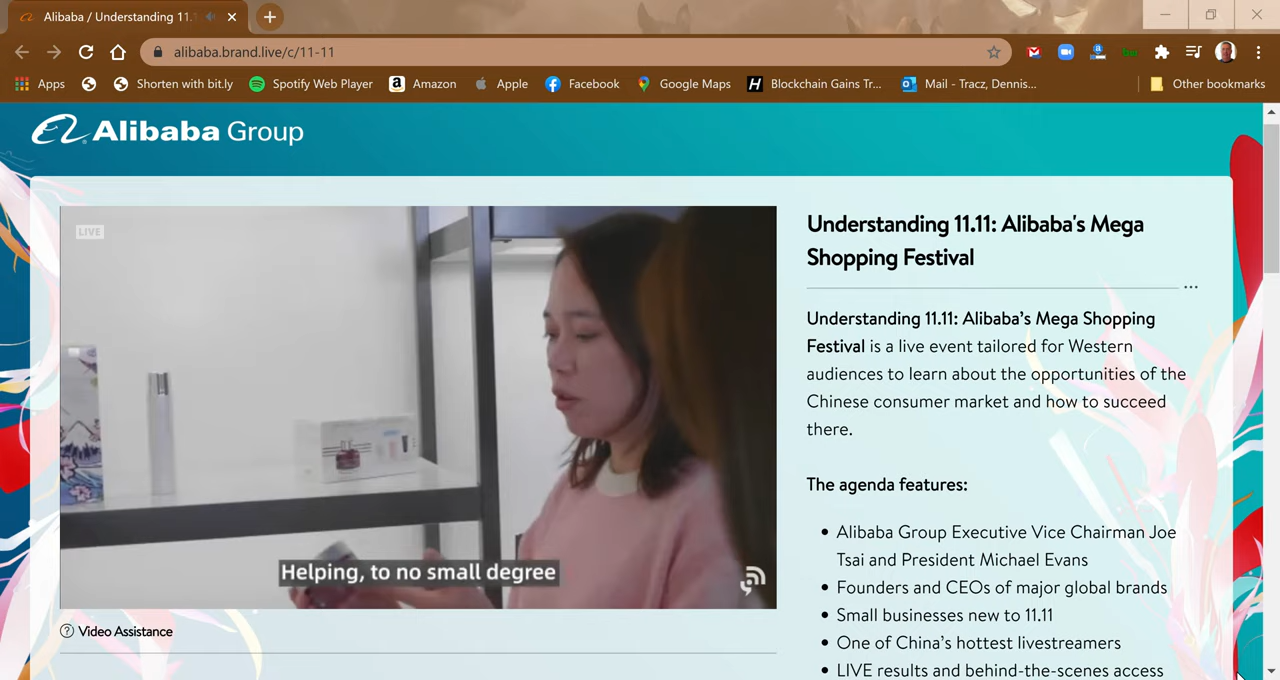 Alibaba / Understanding 11.1
alibaba.brand.live/c/11-11
Apps
Shorten with bit.ly
Spotify Web Player
Amazon
Apple
Facebook
Google Maps
Blockchain Gains Tr...
Mail - Tracz, Dennis...
Other bookmarks
Alibaba Group
LIVE
Helping, to no small degree
Video Assistance
Understanding 11.11: Alibaba's Mega
Shopping Festival
...
Understanding 11.11: Alibaba’s Mega Shopping
Festival is a live event tailored for Western
audiences to learn about the opportunities of the
Chinese consumer market and how to succeed
there.
The agenda features:
• Alibaba Group Executive Vice Chairman Joe
Tsai and President Michael Evans
• Founders and CEOs of major global brands
• Small businesses new to 11.11
• One of China’s hottest livestreamers
• LIVE results and behind-the-scenes access